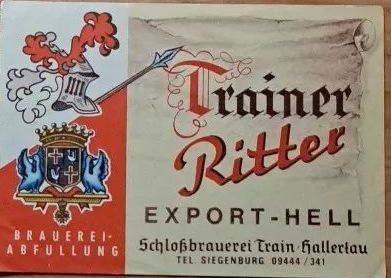 Trainer
Ritter
EXPORT-HELL
BRAUEREI-
ABFÜLLUNG
Schloßbrauerei Train · Hallertau
TEL. SIEGENBURG 09444 / 341